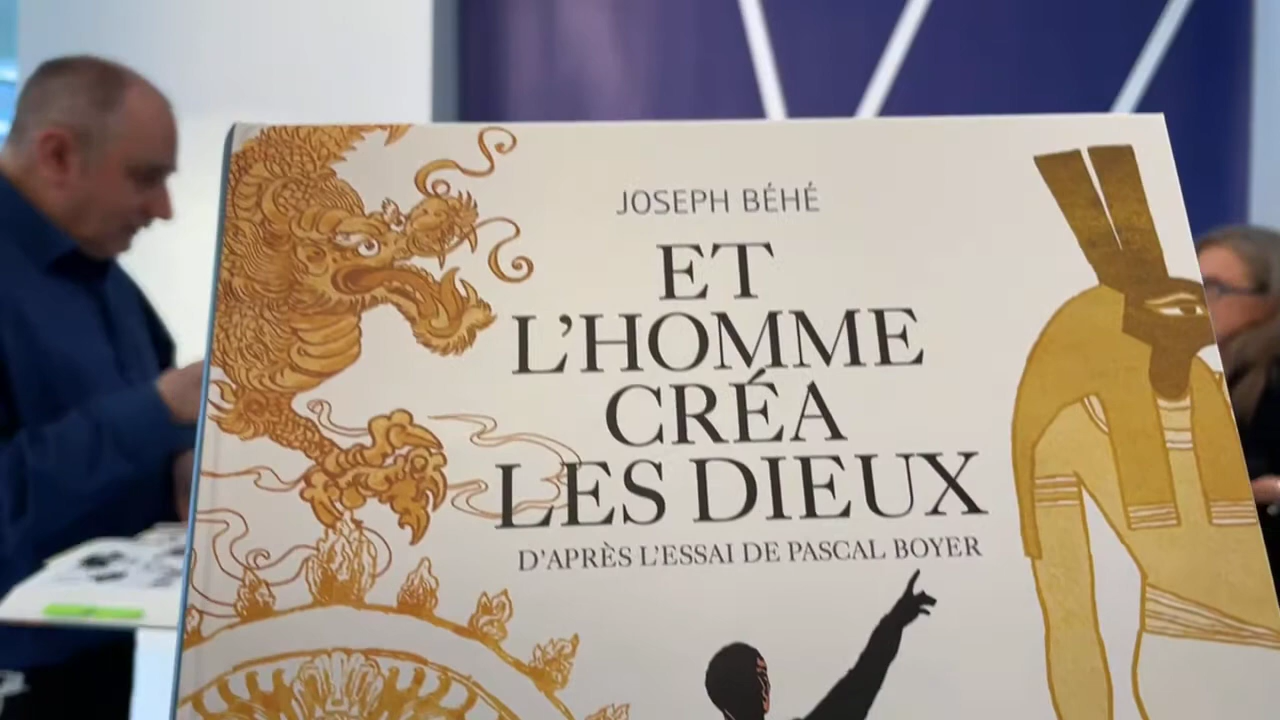 JOSEPH BÉHÉ
ET
L'HOMME
CRÉA
LES DIEUX
D'APRÈS L'ESSAI DE PASCAL BOYER